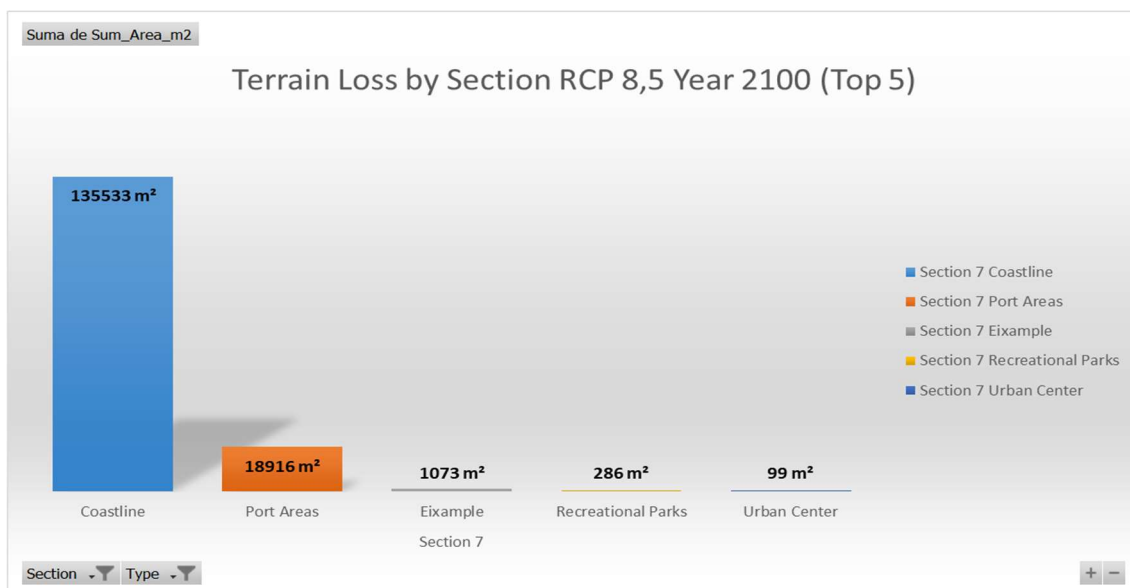 Suma de Sum_Area_m2
Terrain Loss by Section RCP 8,5 Year 2100 (Top 5)
135533 m²
18916 m²
1073 m²
286 m²
99 m²
Section 7 Coastline
Section 7 Port Areas
Section 7 Eixample
Section 7 Recreational Parks
Section 7 Urban Center
Coastline
Port Areas
Eixample
Recreational Parks
Urban Center
Section 7
Section
Type
+ −